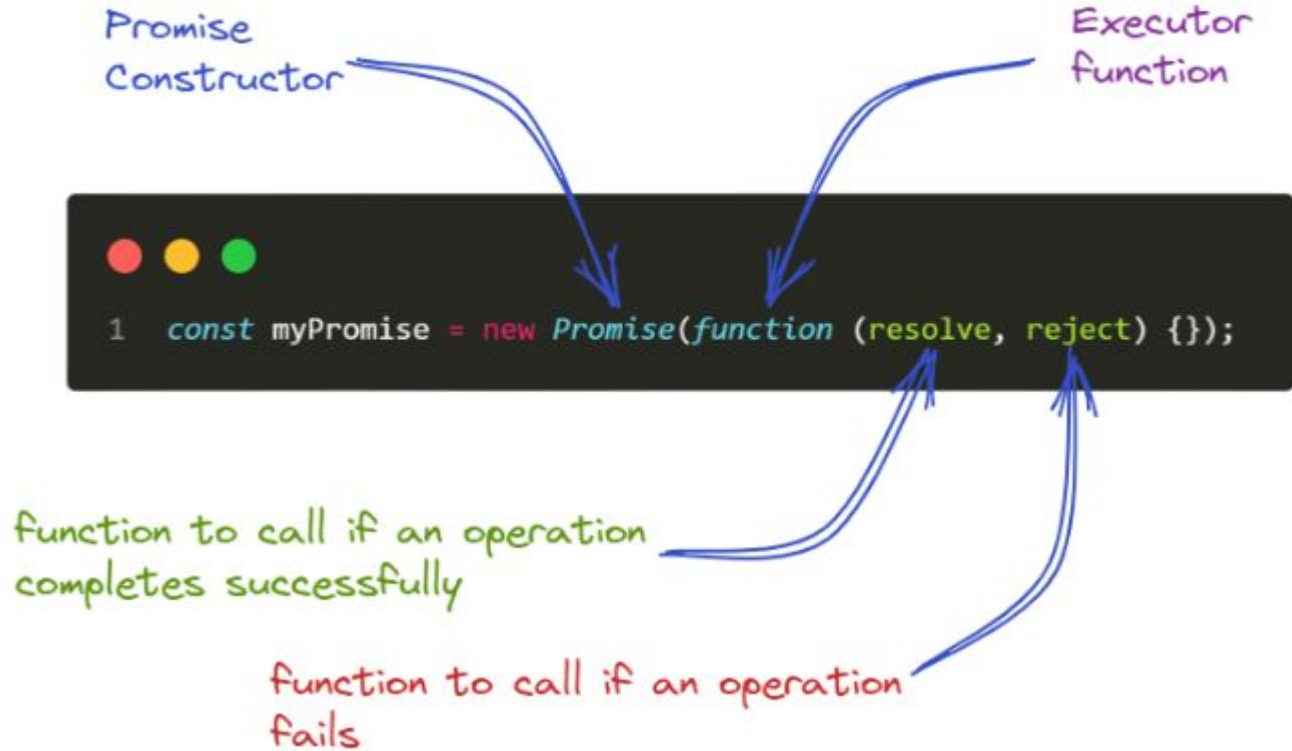 Promise
Constructor
Executor
function
1 const myPromise = new Promise(function (resolve, reject) {});
function to call if an operation
completes successfully
function to call if an operation
fails